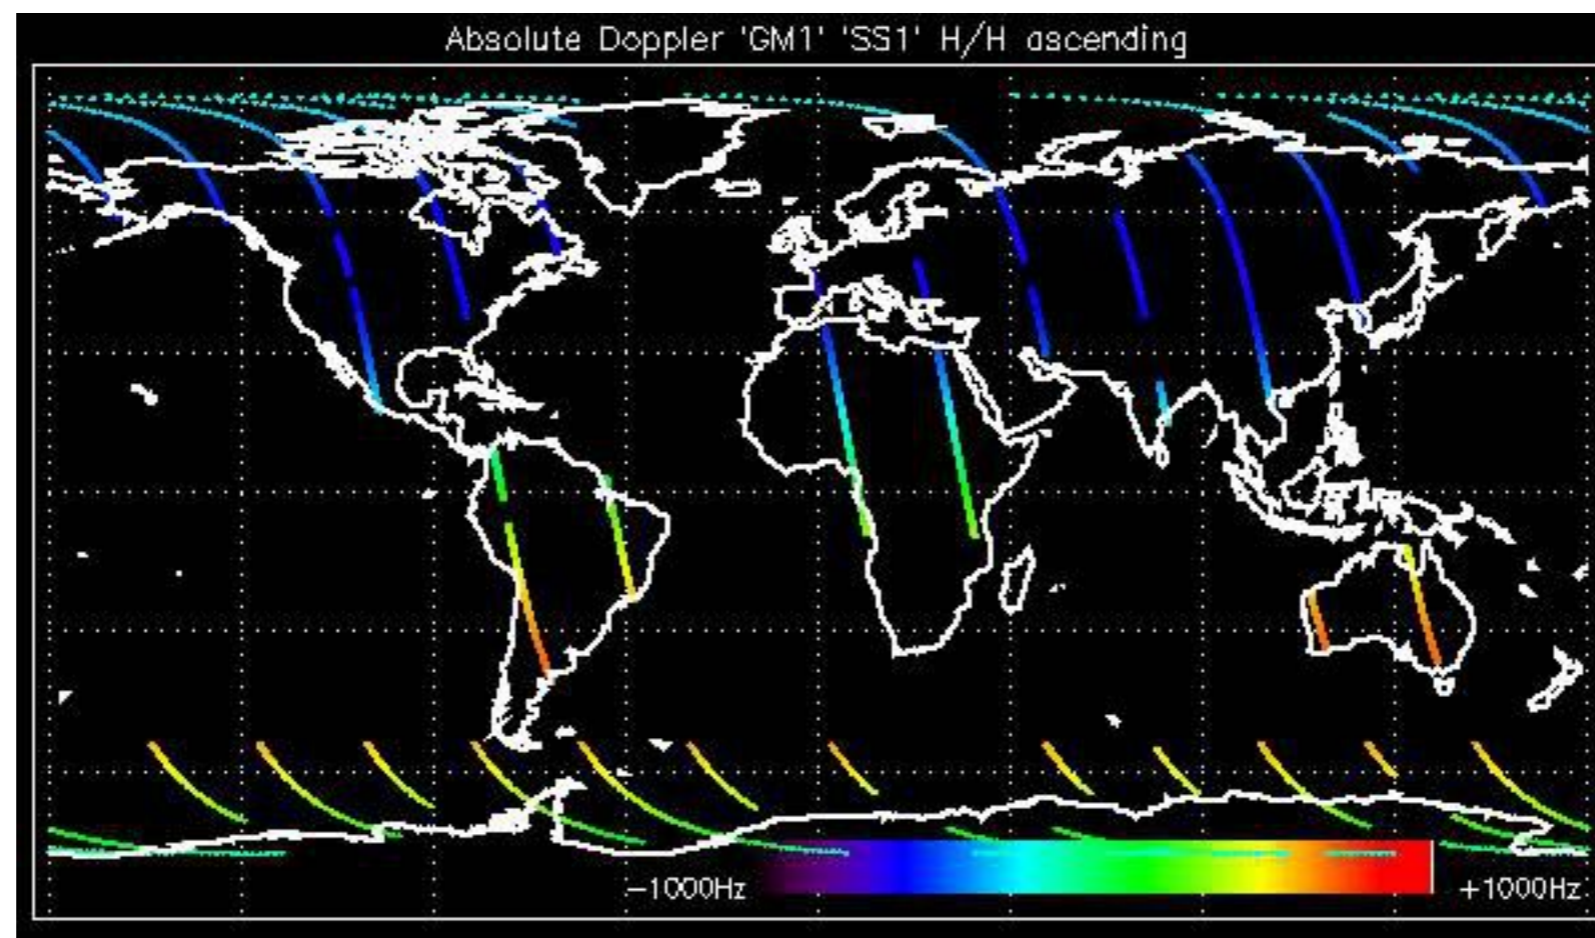 Absolute Doppler 'GM1' 'SS1' H/H ascending
-1000Hz
+1000Hz